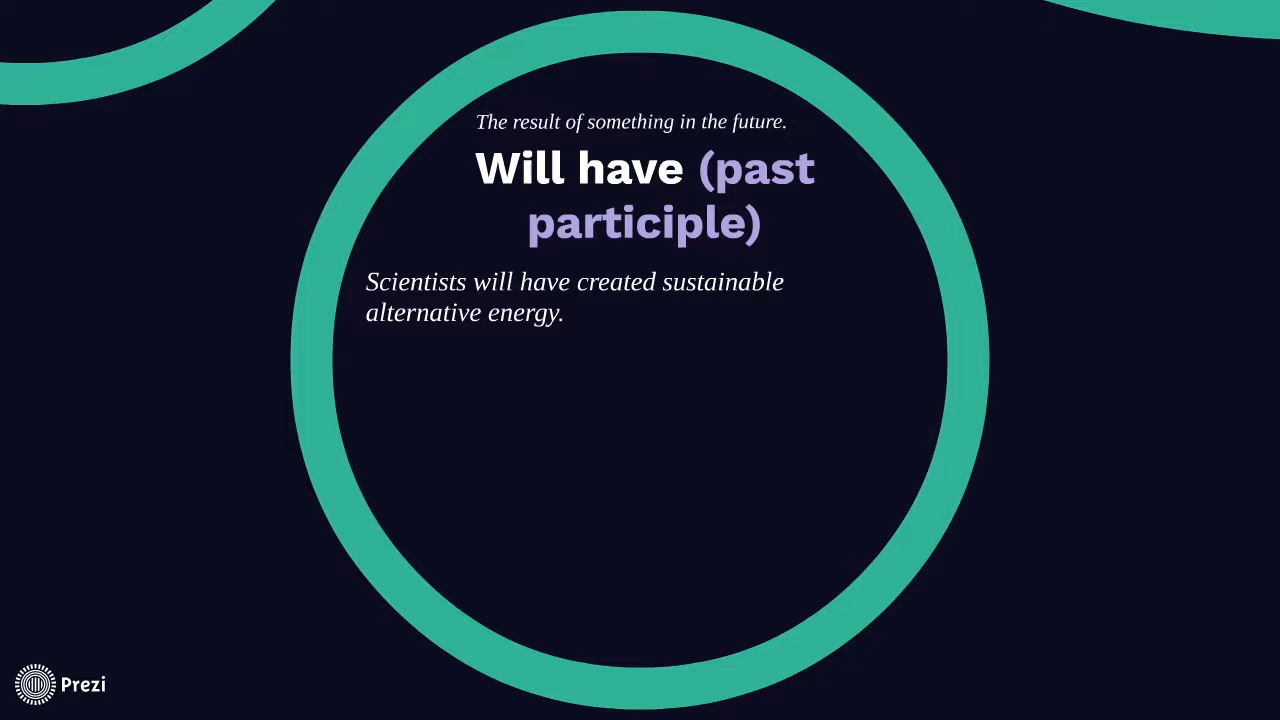 The result of something in the future.
Will have (past
participle)
Scientists will have created sustainable
alternative energy.
Prezi